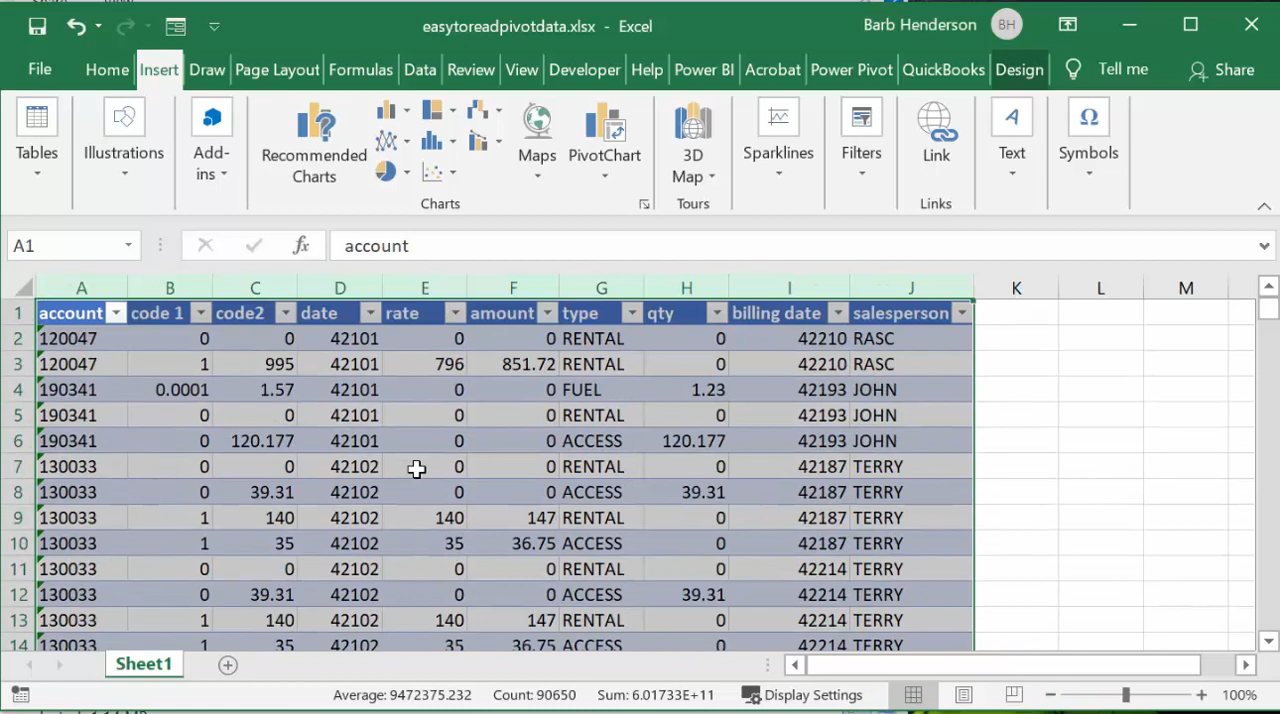 easytoreadpivotdata.xlsx - Excel
Barb Henderson BH
File Home Insert Draw Page Layout Formulas Data Review View Developer Help Power BI Acrobat Power Pivot QuickBooks Design Tell me Share
Tables
Illustrations
Add-
ins
Recommended
Charts
Maps
PivotChart
3D
Map
Sparklines
Filters
Link
Text
Symbols
Charts Tours Links
A1 fx account
A B C D E F G H I J K L M
1 account code 1 code2 date rate amount type qty billing date salesperson
2 120047 0 0 42101 0 0 RENTAL 0 42210 RASC
3 120047 1 995 42101 796 851.72 RENTAL 0 42210 RASC
4 190341 0.0001 1.57 42101 0 0 FUEL 1.23 42193 JOHN
5 190341 0 0 42101 0 0 RENTAL 0 42193 JOHN
6 190341 0 120.177 42101 0 0 ACCESS 120.177 42193 JOHN
7 130033 0 0 42102 0 0 RENTAL 0 42187 TERRY
8 130033 0 39.31 42102 0 0 ACCESS 39.31 42187 TERRY
9 130033 1 140 42102 140 147 RENTAL 0 42187 TERRY
10 130033 1 35 42102 35 36.75 ACCESS 0 42187 TERRY
11 130033 0 0 42102 0 0 RENTAL 0 42214 TERRY
12 130033 0 39.31 42102 0 0 ACCESS 39.31 42214 TERRY
13 130033 1 140 42102 140 147 RENTAL 0 42214 TERRY
14 130033 1 35 42102 35 36.75 ACCESS 0 42214 TERRY
Sheet1
Average: 9472375.232 Count: 90650 Sum: 6.01733E+11 Display Settings 100%